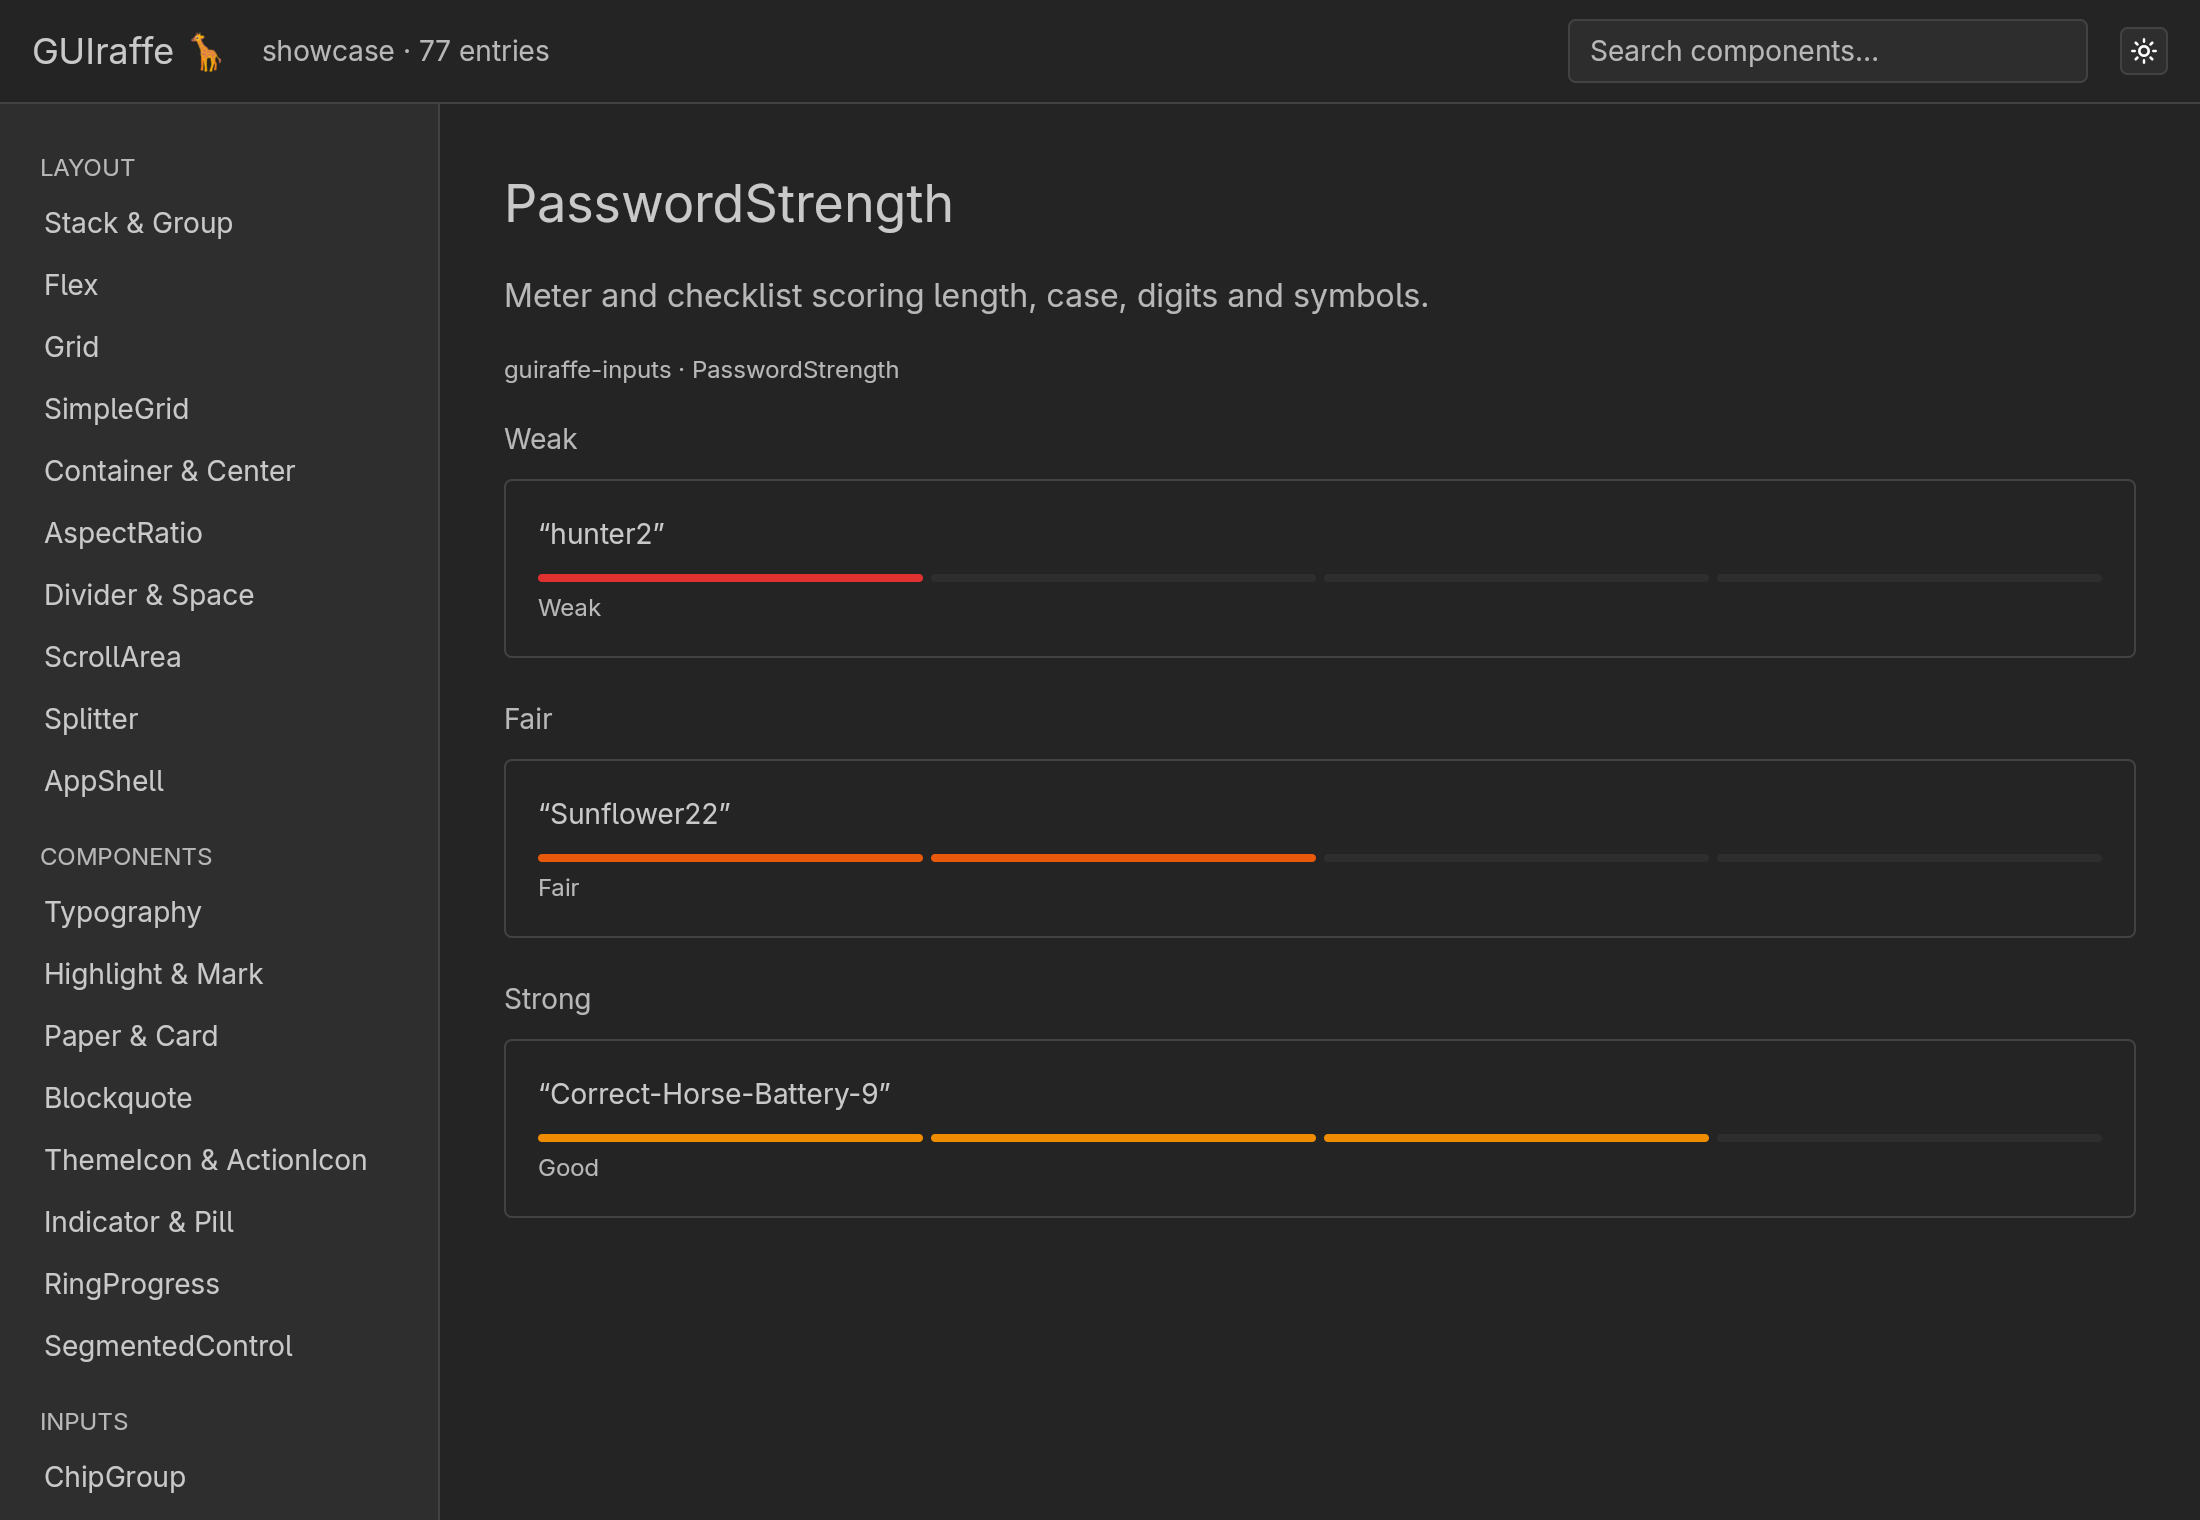 GUIraffe 🦒 showcase · 77 entries
Search components...
LAYOUT
Stack & Group
Flex
Grid
SimpleGrid
Container & Center
AspectRatio
Divider & Space
ScrollArea
Splitter
AppShell
COMPONENTS
Typography
Highlight & Mark
Paper & Card
Blockquote
ThemeIcon & ActionIcon
Indicator & Pill
RingProgress
SegmentedControl
INPUTS
ChipGroup
PasswordStrength
Meter and checklist scoring length, case, digits and symbols.
guiraffe-inputs · PasswordStrength
Weak
“hunter2”
Weak
Fair
“Sunflower22”
Fair
Strong
“Correct-Horse-Battery-9”
Good